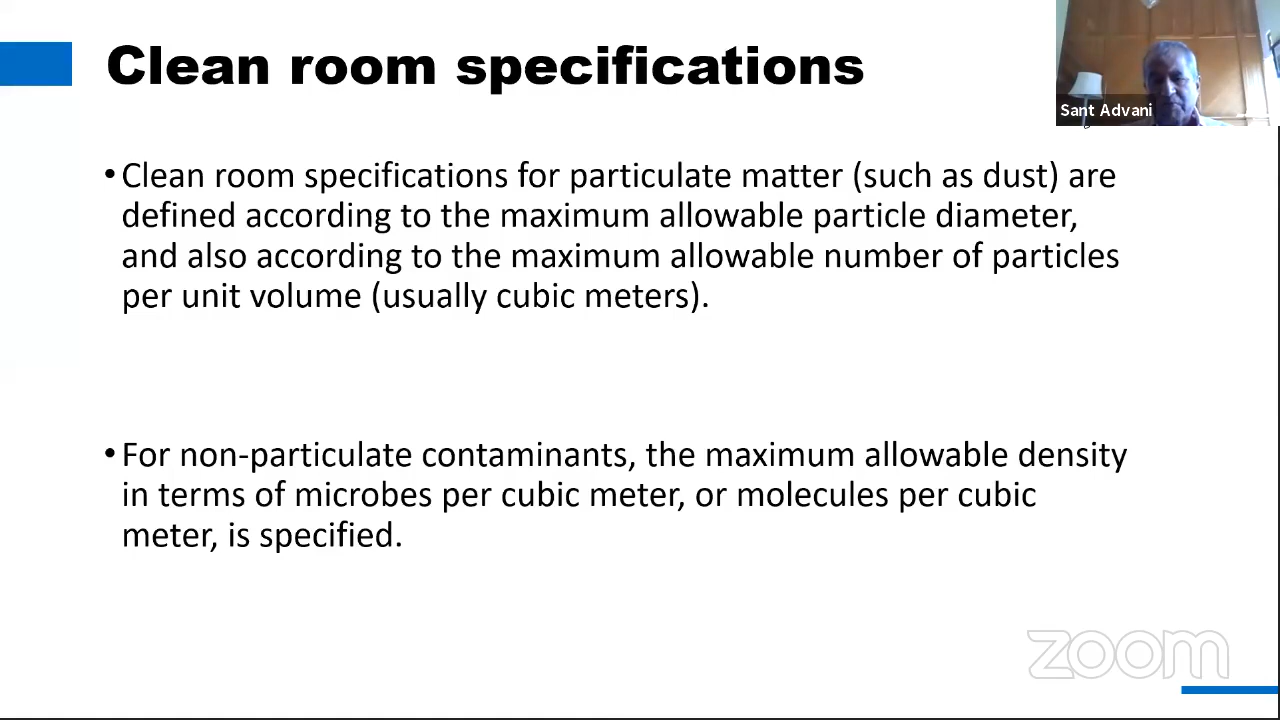 Clean room specifications
Sant Advani
•Clean room specifications for particulate matter (such as dust) are
defined according to the maximum allowable particle diameter,
and also according to the maximum allowable number of particles
per unit volume (usually cubic meters).
•For non-particulate contaminants, the maximum allowable density
in terms of microbes per cubic meter, or molecules per cubic
meter, is specified.
zoom